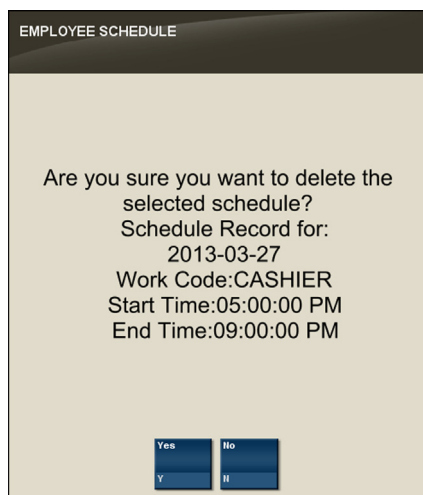 EMPLOYEE SCHEDULE
Are you sure you want to delete the
selected schedule?
Schedule Record for:
2013-03-27
Work Code:CASHIER
Start Time:05:00:00 PM
End Time:09:00:00 PM
Yes No
Y N